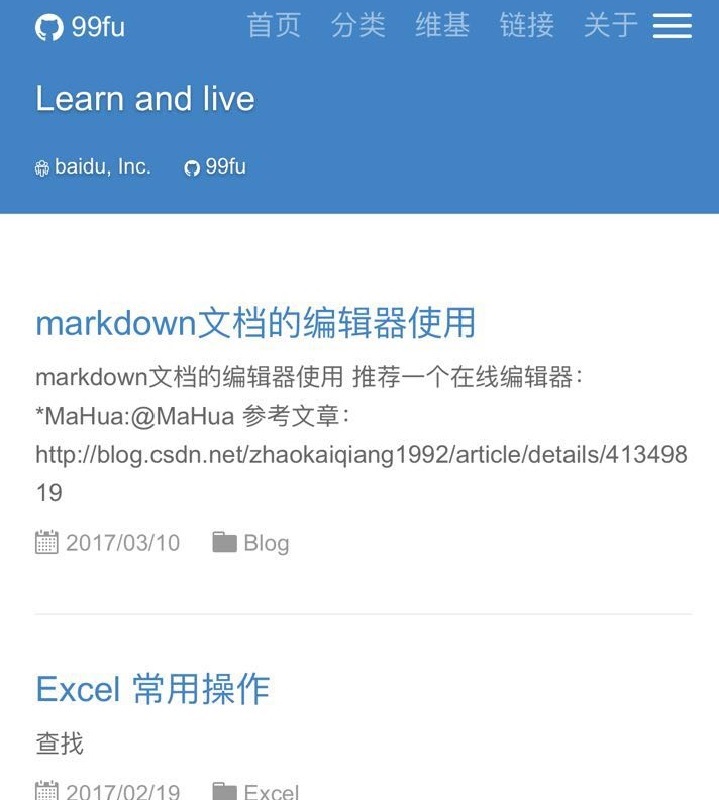 99fu 首页 分类 维基 链接 关于
Learn and live
baidu, Inc. 99fu
markdown文档的编辑器使用
markdown文档的编辑器使用 推荐一个在线编辑器：
*MaHua:@MaHua 参考文章：
http://blog.csdn.net/zhaokaiqiang1992/article/details/413498
19
2017/03/10 Blog
Excel 常用操作
查找
2017/02/19 Excel